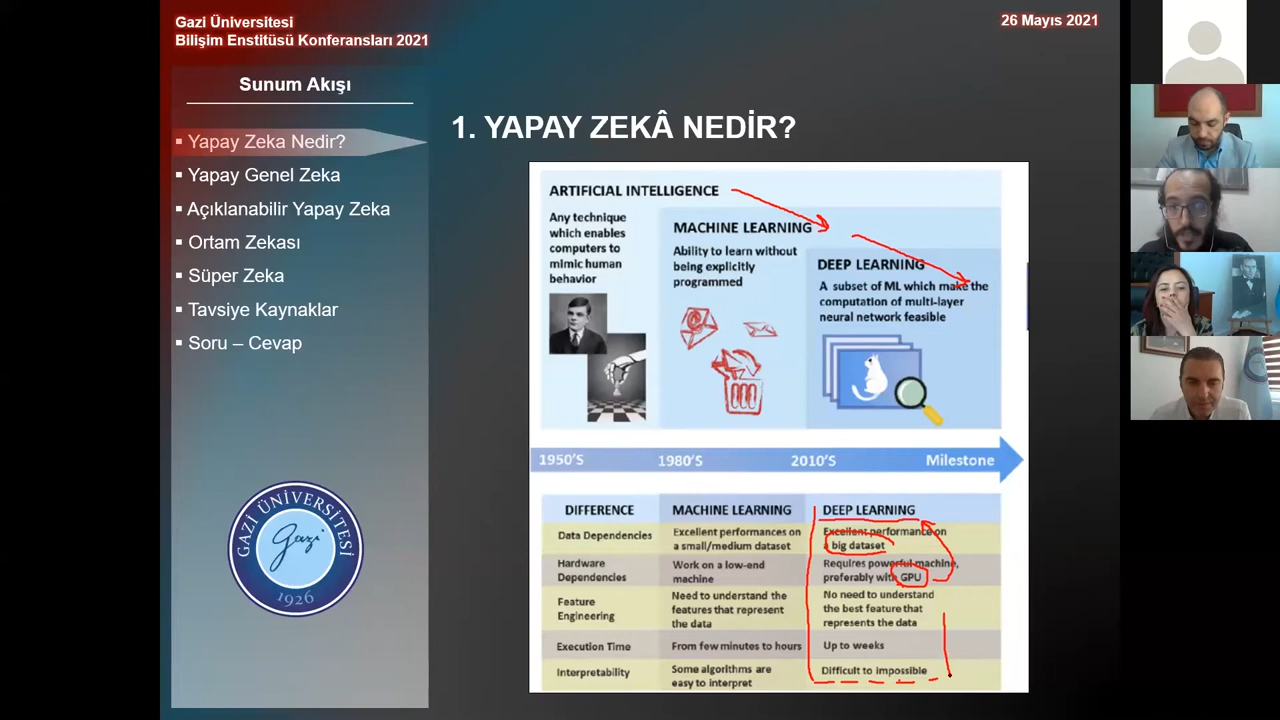 Gazi Üniversitesi
Bilişim Enstitüsü Konferansları 2021
26 Mayıs 2021
Sunum Akışı
▪ Yapay Zeka Nedir?
▪ Yapay Genel Zeka
▪ Açıklanabilir Yapay Zeka
▪ Ortam Zekası
▪ Süper Zeka
▪ Tavsiye Kaynaklar
▪ Soru – Cevap
GAZİ ÜNİVERSİTESİ
Gazi
1926
1. YAPAY ZEKÂ NEDİR?
ARTIFICIAL INTELLIGENCE
Any technique
which enables
computers to
mimic human
behavior
MACHINE LEARNING
Ability to learn without
being explicitly
programmed
DEEP LEARNING
A subset of ML which make the
computation of multi-layer
neural network feasible
1950'S 1980'S 2010'S Milestone
DIFFERENCE MACHINE LEARNING DEEP LEARNING
Data Dependencies
Excellent performances on
a small/medium dataset
Excellent performance on
a big dataset
Hardware
Dependencies
Work on a low-end
machine
Requires powerful machine,
preferably with GPU
Feature
Engineering
Need to understand the
features that represent
the data
No need to understand
the best feature that
represents the data
Execution Time
From few minutes to hours
Up to weeks
Interpretability
Some algorithms are
easy to interpret
Difficult to impossible